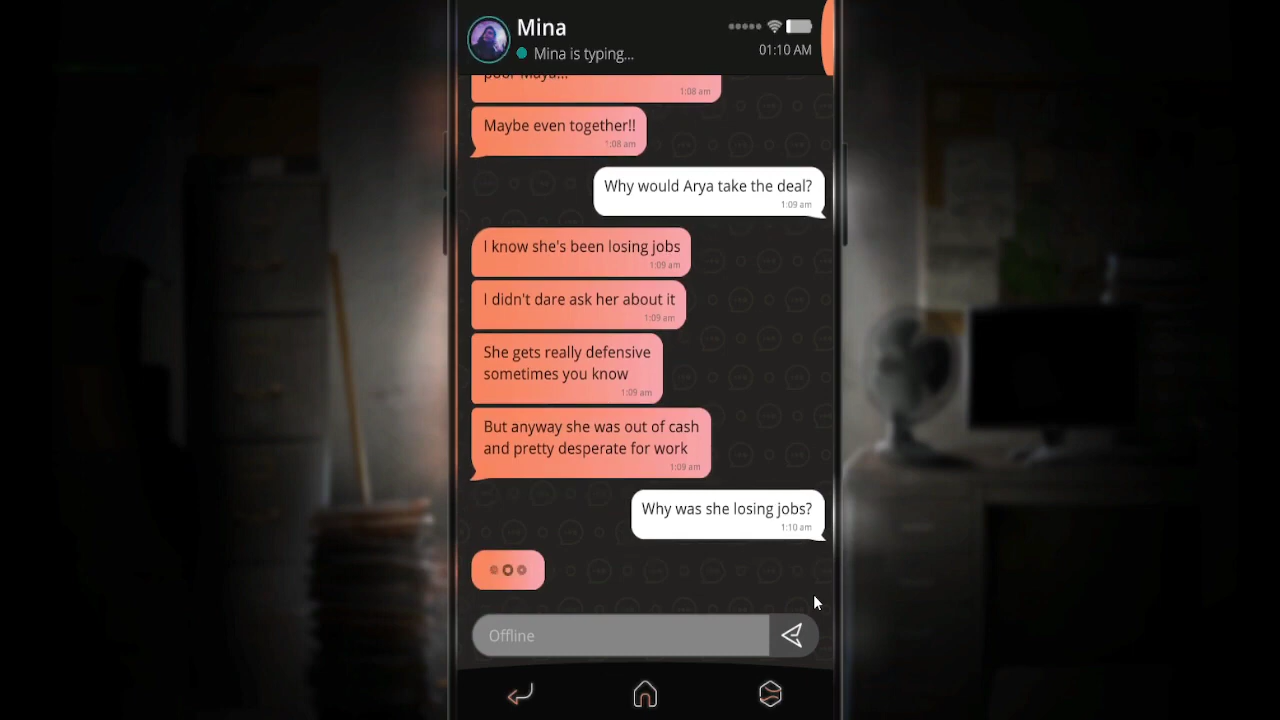 Mina
Mina is typing...
01:10 AM
1:08 am
Maybe even together!!
1:08 am
Why would Arya take the deal?
1:09 am
I know she's been losing jobs
1:09 am
I didn't dare ask her about it
1:09 am
She gets really defensive
sometimes you know
1:09 am
But anyway she was out of cash
and pretty desperate for work
1:09 am
Why was she losing jobs?
1:10 am
Offline